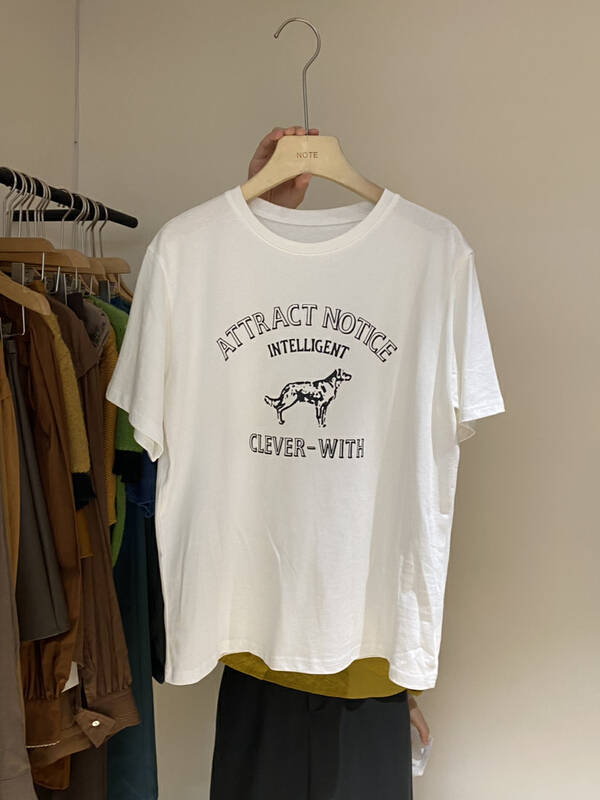 NOTE
ATTRACT NOTICE
INTELLIGENT
CLEVER-WITH